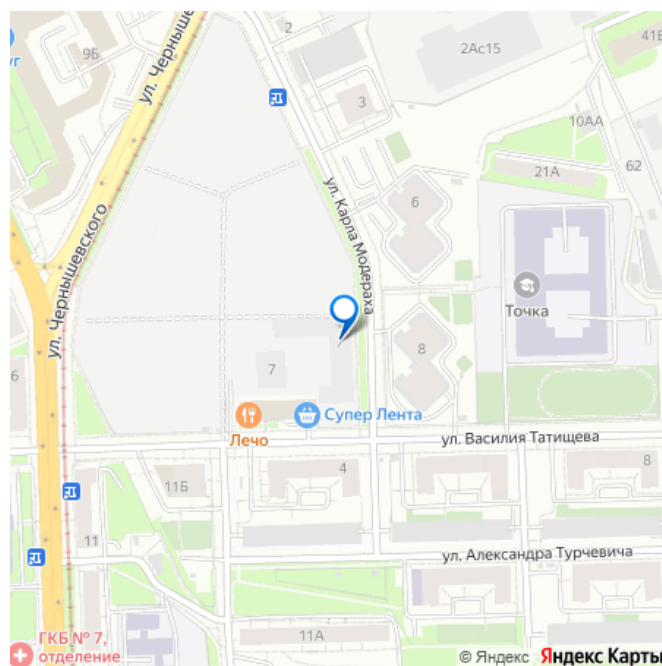 9Б
ул. Чернышевского
2
2Ас15
41Б
3
10АА
62
21А
ул. Карла Модераха
6
ул. Чернышевского
Точка
7
8
6
Супер Лента
Лечо
ул. Василия Татищева
4
8
11Б
11
ул. Александра Турчевича
11А
ГКБ № 7,
отделение
© Яндекс Яндекс Карты